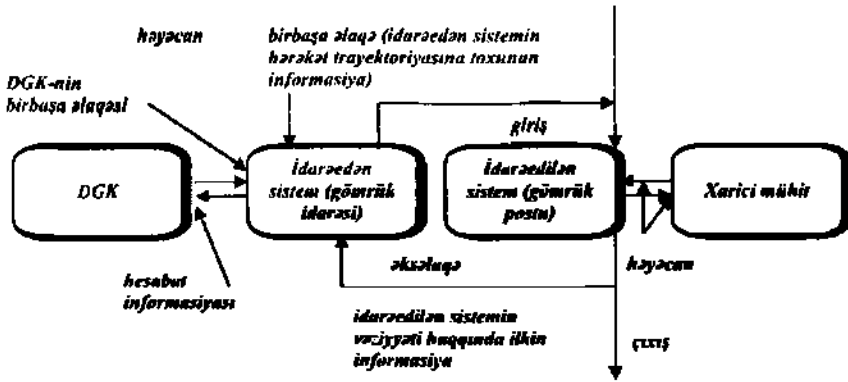 həyəcan
birbaşa əlaqə (idarəedən sistemin
hərəkət trayektoriyasına toxunan
informasiya)
DGK-nin
birbaşa əlaqəsi
giriş
DGK
İdarəedən
sistem (gömrük
idarəsi)
İdarəedilən
sistem (gömrük
postu)
Xarici mühit
hesabat
informasiyası
əksəlaqə
həyəcan
idarəedilən sistemin
vəziyyəti haqqında ilkin
informasiya
çıxış